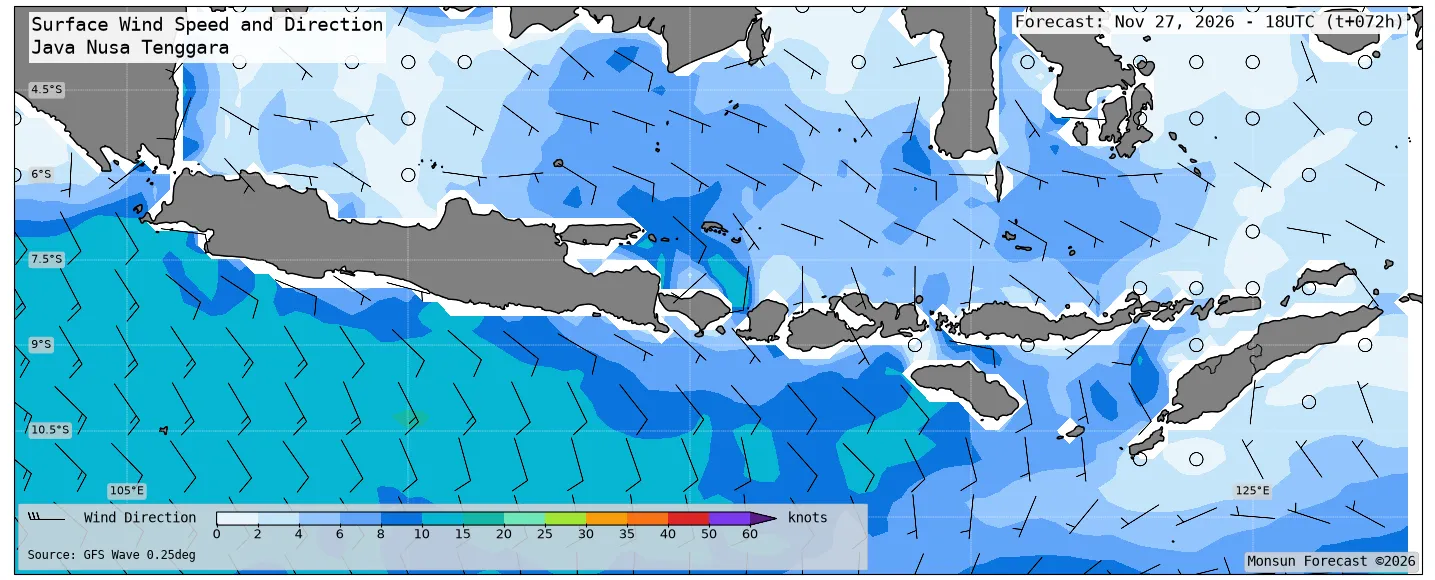 Surface Wind Speed and Direction
Java Nusa Tenggara
Forecast: Nov 27, 2026 - 18UTC (t+072h)
4.5°S
6°S
7.5°S
9°S
10.5°S
105°E
125°E
Wind Direction
knots
0 2 4 6 8 10 15 20 25 30 35 40 50 60
Source: GFS Wave 0.25deg
Monsun Forecast ©2026